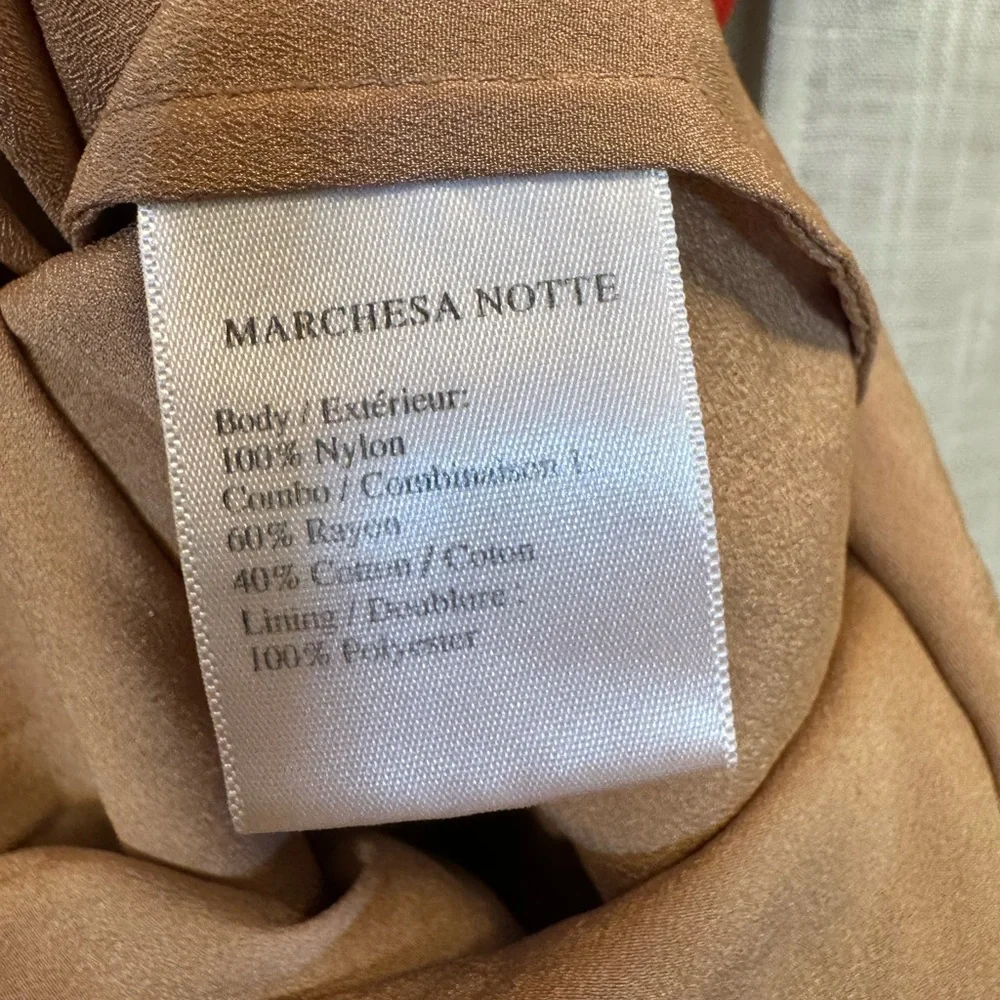 MARCHESA NOTTE
Body / Extérieur:
100% Nylon
Combo / Combinaison 1:
60% Rayon
40% Cotton / Coton
Lining / Doublure :
100% Polyester